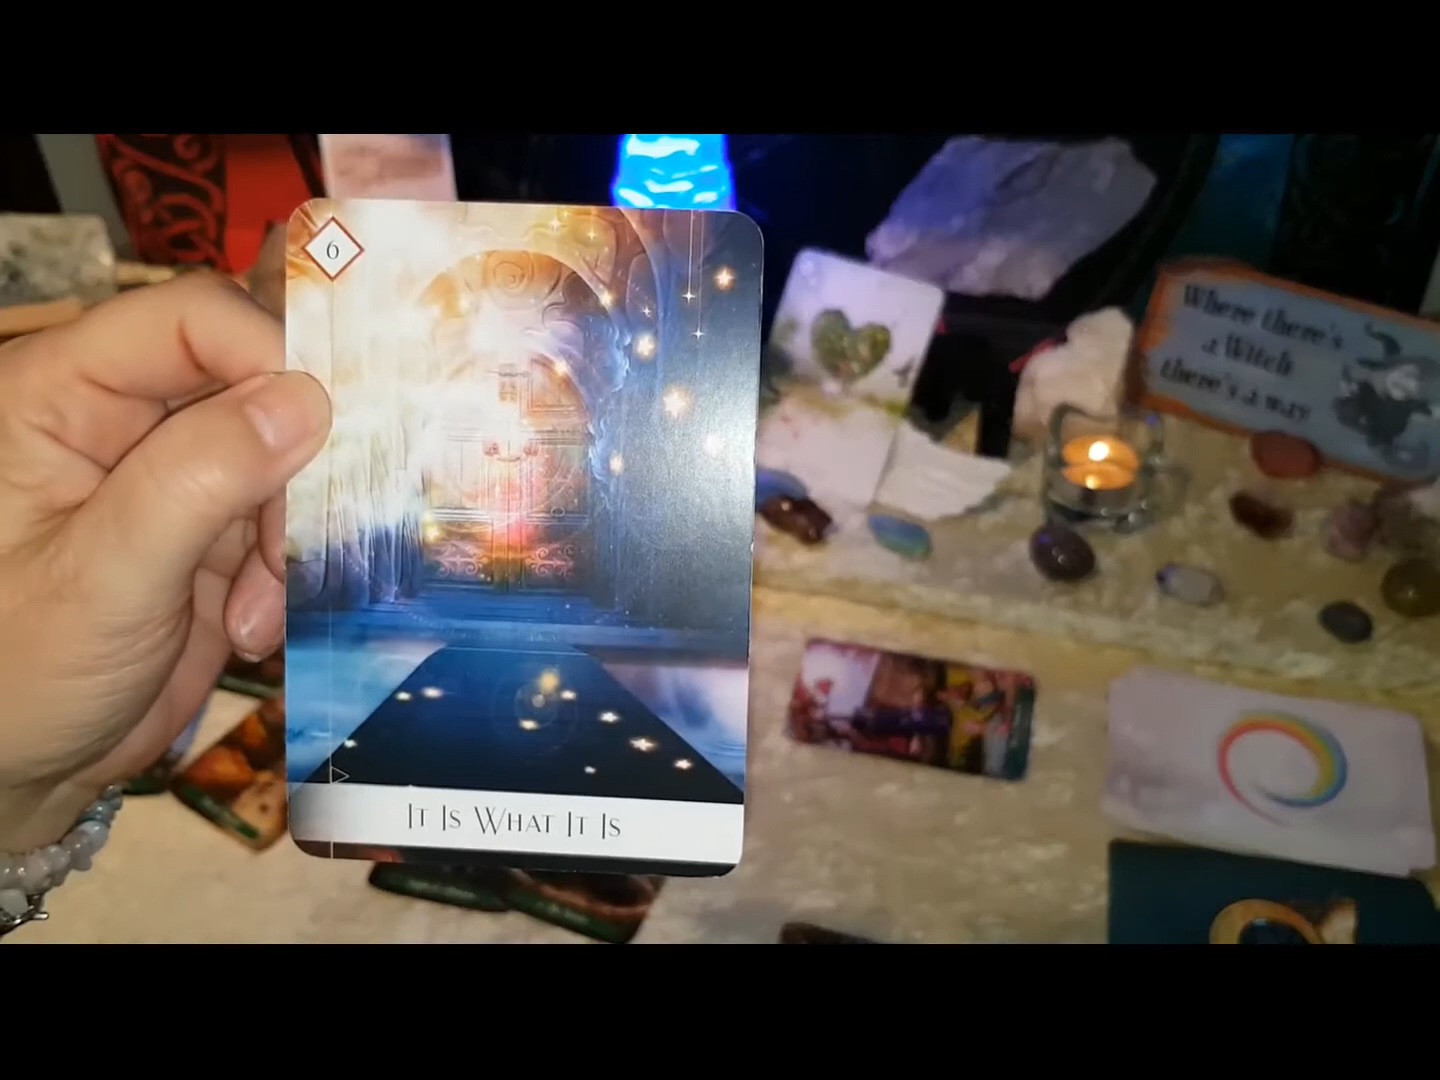 6
It Is What It Is
Where there's
a Witch
there's a way